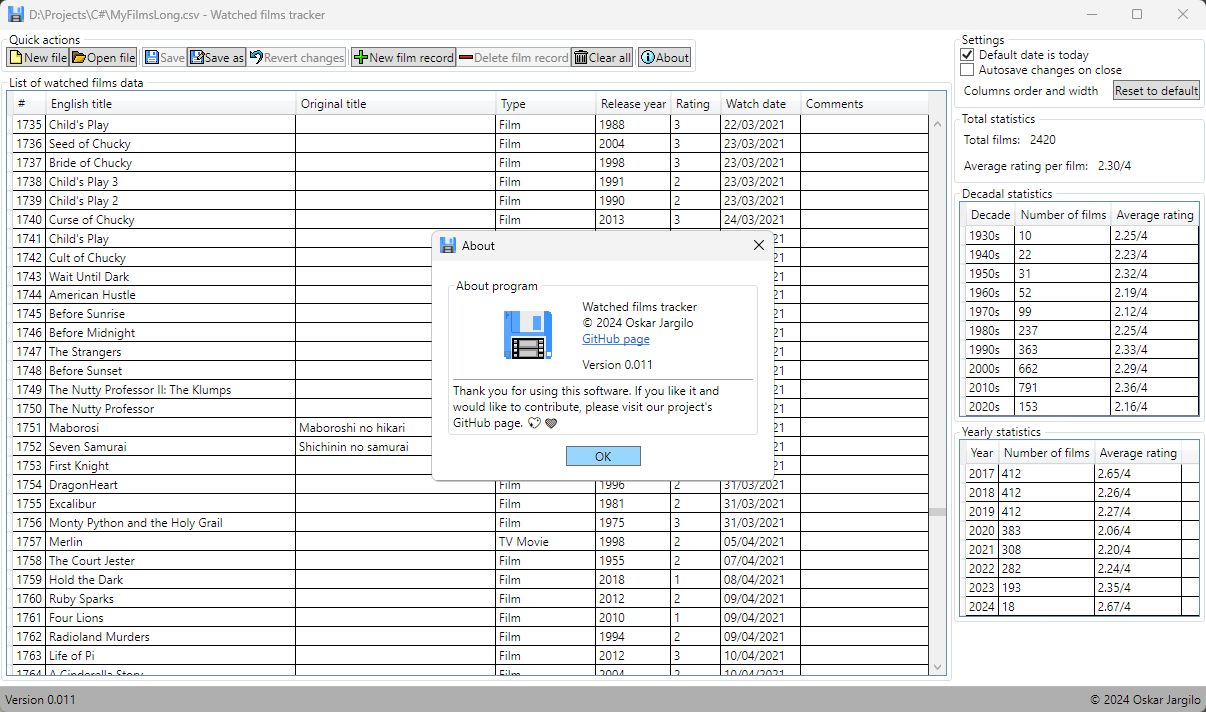 D:\Projects\C#\MyFilmsLong.csv - Watched films tracker
Quick actions
New file Open file Save Save as Revert changes New film record Delete film record Clear all About
List of watched films data
# English title Original title Type Release year Rating Watch date Comments
1735 Child's Play Film 1988 3 22/03/2021
1736 Seed of Chucky Film 2004 3 23/03/2021
1737 Bride of Chucky Film 1998 3 23/03/2021
1738 Child's Play 3 Film 1991 2 23/03/2021
1739 Child's Play 2 Film 1990 2 23/03/2021
1740 Curse of Chucky Film 2013 3 24/03/2021
1741 Child's Play 21
1742 Cult of Chucky 21
1743 Wait Until Dark 21
1744 American Hustle 21
1745 Before Sunrise 21
1746 Before Midnight 21
1747 The Strangers 21
1748 Before Sunset 21
1749 The Nutty Professor II: The Klumps 21
1750 The Nutty Professor 21
1751 Maborosi Maboroshi no hikari 21
1752 Seven Samurai Shichinin no samurai 21
1753 First Knight 21
1754 DragonHeart Film 1996 2 31/03/2021
1755 Excalibur Film 1981 2 31/03/2021
1756 Monty Python and the Holy Grail Film 1975 3 31/03/2021
1757 Merlin TV Movie 1998 2 05/04/2021
1758 The Court Jester Film 1955 2 07/04/2021
1759 Hold the Dark Film 2018 1 08/04/2021
1760 Ruby Sparks Film 2012 2 09/04/2021
1761 Four Lions Film 2010 1 09/04/2021
1762 Radioland Murders Film 1994 2 09/04/2021
1763 Life of Pi Film 2012 3 10/04/2021
1764 A Cinderella Story Film 2004 2 10/04/2021
About
About program
Watched films tracker
© 2024 Oskar Jargilo
GitHub page
Version 0.011
Thank you for using this software. If you like it and
would like to contribute, please visit our project's
GitHub page.
OK
Settings
Default date is today
Autosave changes on close
Columns order and width Reset to default
Total statistics
Total films: 2420
Average rating per film: 2.30/4
Decadal statistics
Decade Number of films Average rating
1930s 10 2.25/4
1940s 22 2.23/4
1950s 31 2.32/4
1960s 52 2.19/4
1970s 99 2.12/4
1980s 237 2.25/4
1990s 363 2.33/4
2000s 662 2.29/4
2010s 791 2.36/4
2020s 153 2.16/4
Yearly statistics
Year Number of films Average rating
2017 412 2.65/4
2018 412 2.26/4
2019 412 2.27/4
2020 383 2.06/4
2021 308 2.20/4
2022 282 2.24/4
2023 193 2.35/4
2024 18 2.67/4
Version 0.011
© 2024 Oskar Jargilo